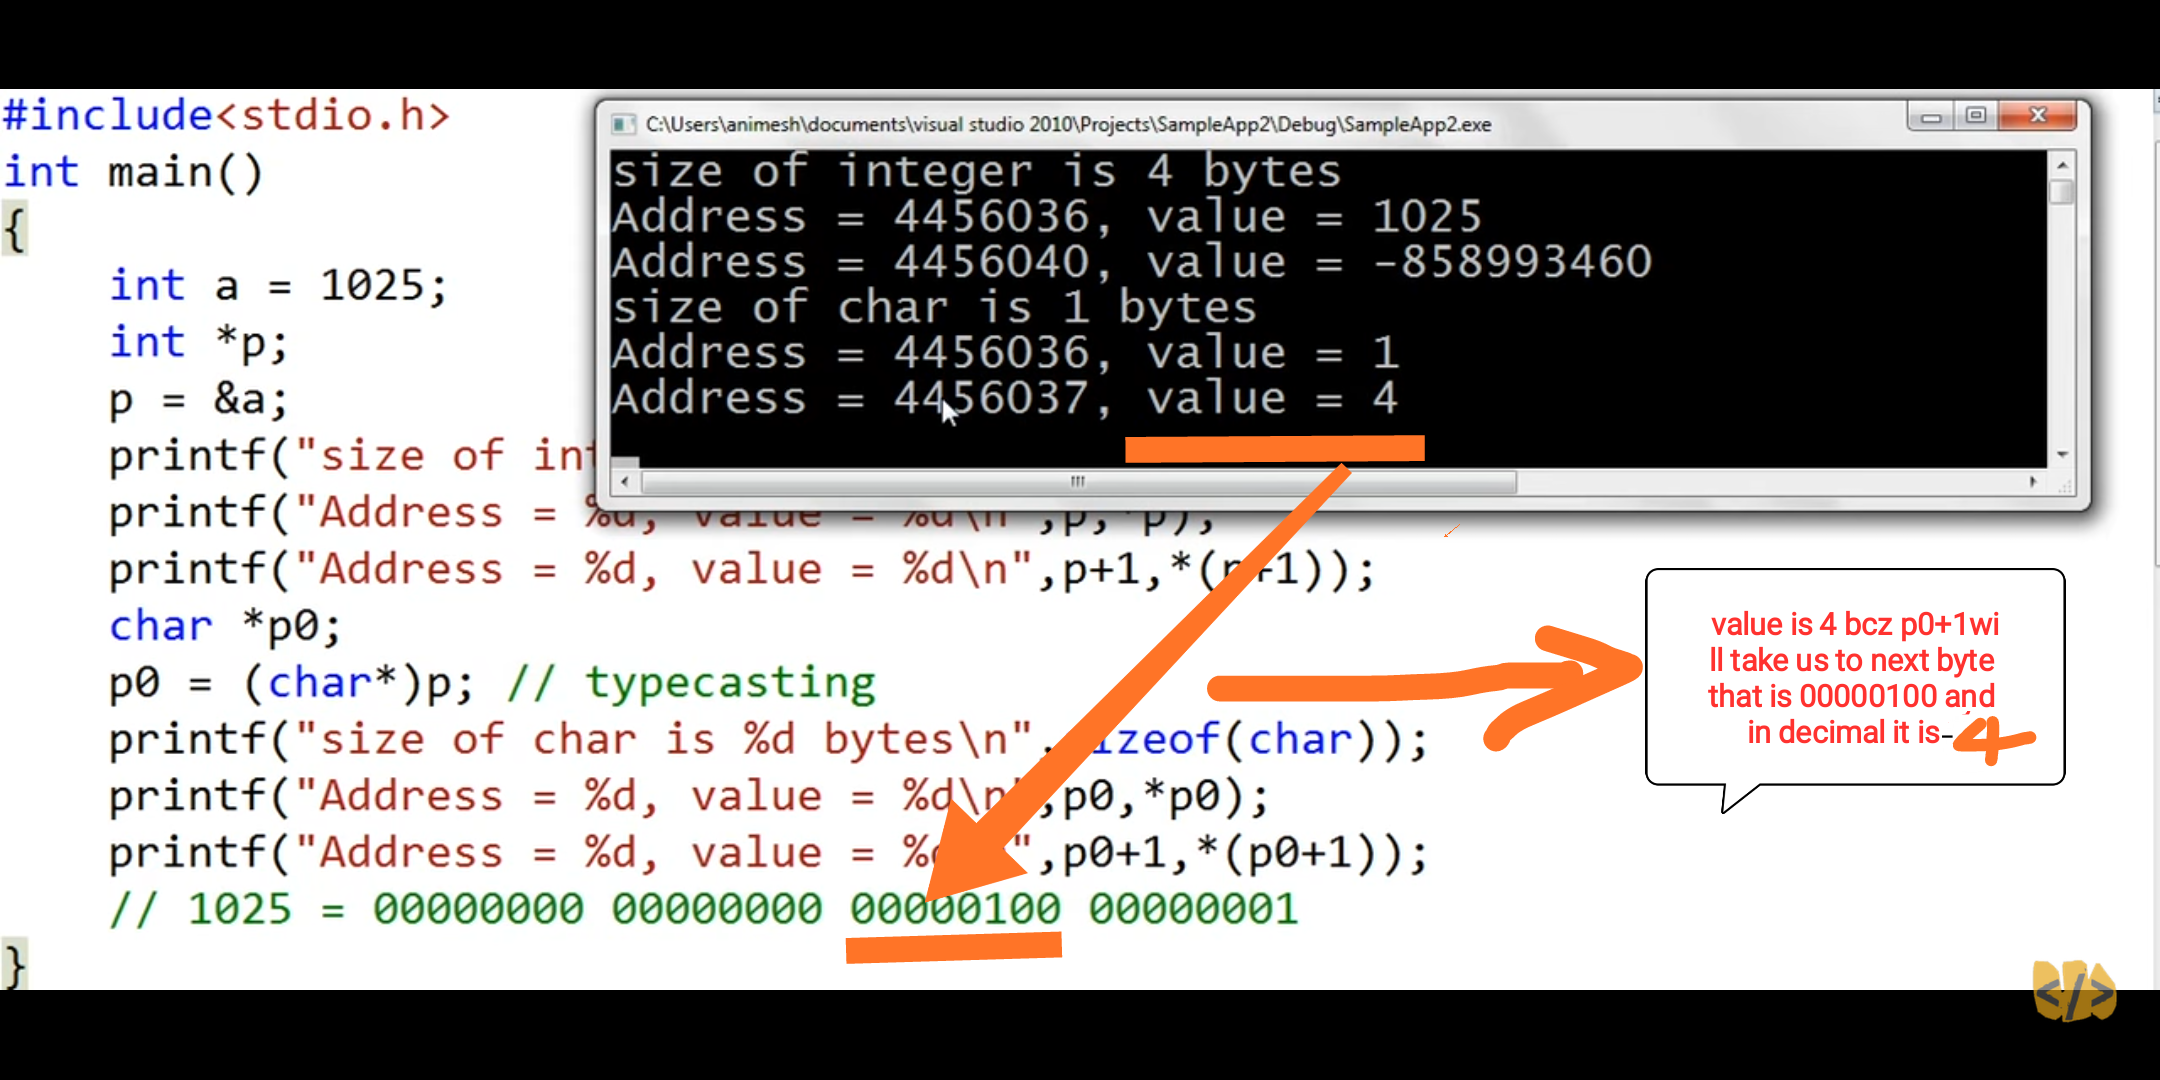 #include<stdio.h>
int main()
{
int a = 1025;
int *p;
p = &a;
printf("size of int
printf("Address = %d, value = %d\n",p,*p);
printf("Address = %d, value = %d\n",p+1,*(p+1));
char *p0;
p0 = (char*)p; // typecasting
printf("size of char is %d bytes\n", sizeof(char));
printf("Address = %d, value = %d\n",p0,*p0);
printf("Address = %d, value = %d\n",p0+1,*(p0+1));
// 1025 = 00000000 00000000 00000100 00000001
}
C:\Users\animesh\documents\visual studio 2010\Projects\SampleApp2\Debug\SampleApp2.exe
size of integer is 4 bytes
Address = 4456036, value = 1025
Address = 4456040, value = -858993460
size of char is 1 bytes
Address = 4456036, value = 1
Address = 4456037, value = 4
value is 4 bcz p0+1wi
ll take us to next byte
that is 00000100 and
in decimal it is-4
</>